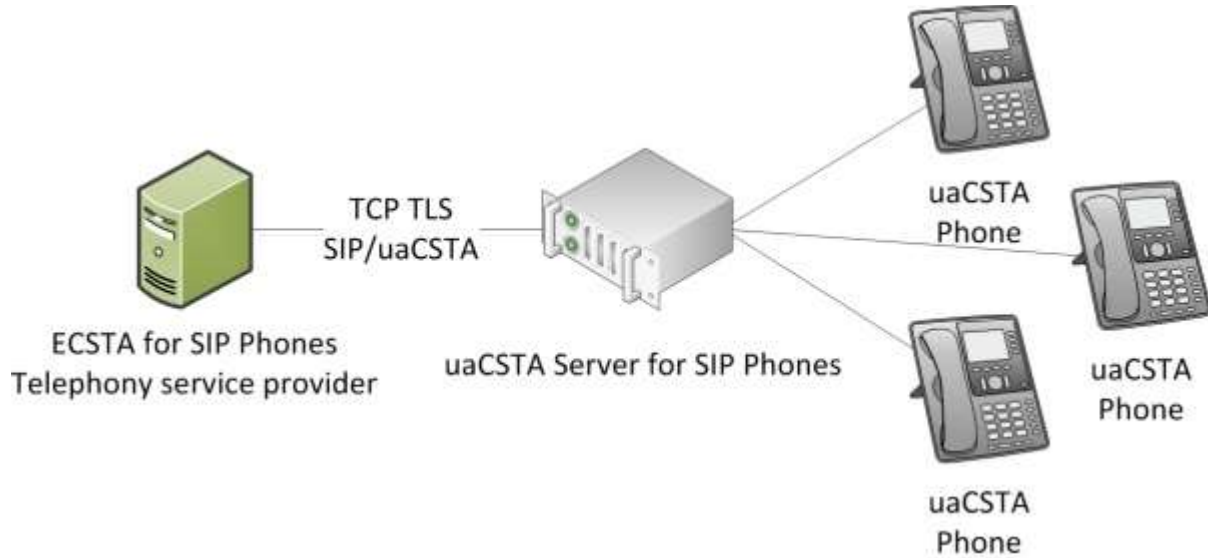 TCP TLS
SIP/uaCSTA
ECSTA for SIP Phones
Telephony service provider
uaCSTA Server for SIP Phones
uaCSTA
Phone
uaCSTA
Phone
uaCSTA
Phone